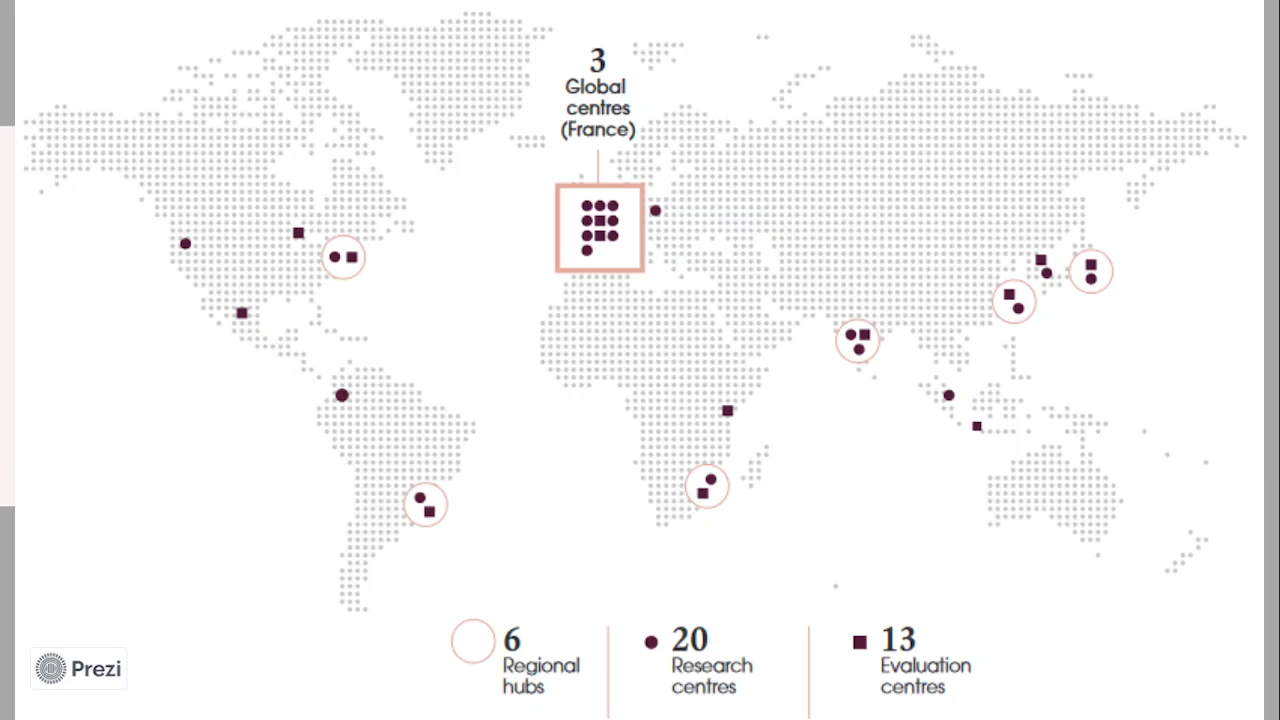 3
Global
centres
(France)
6
Regional
hubs
20
Research
centres
13
Evaluation
centres
Prezi